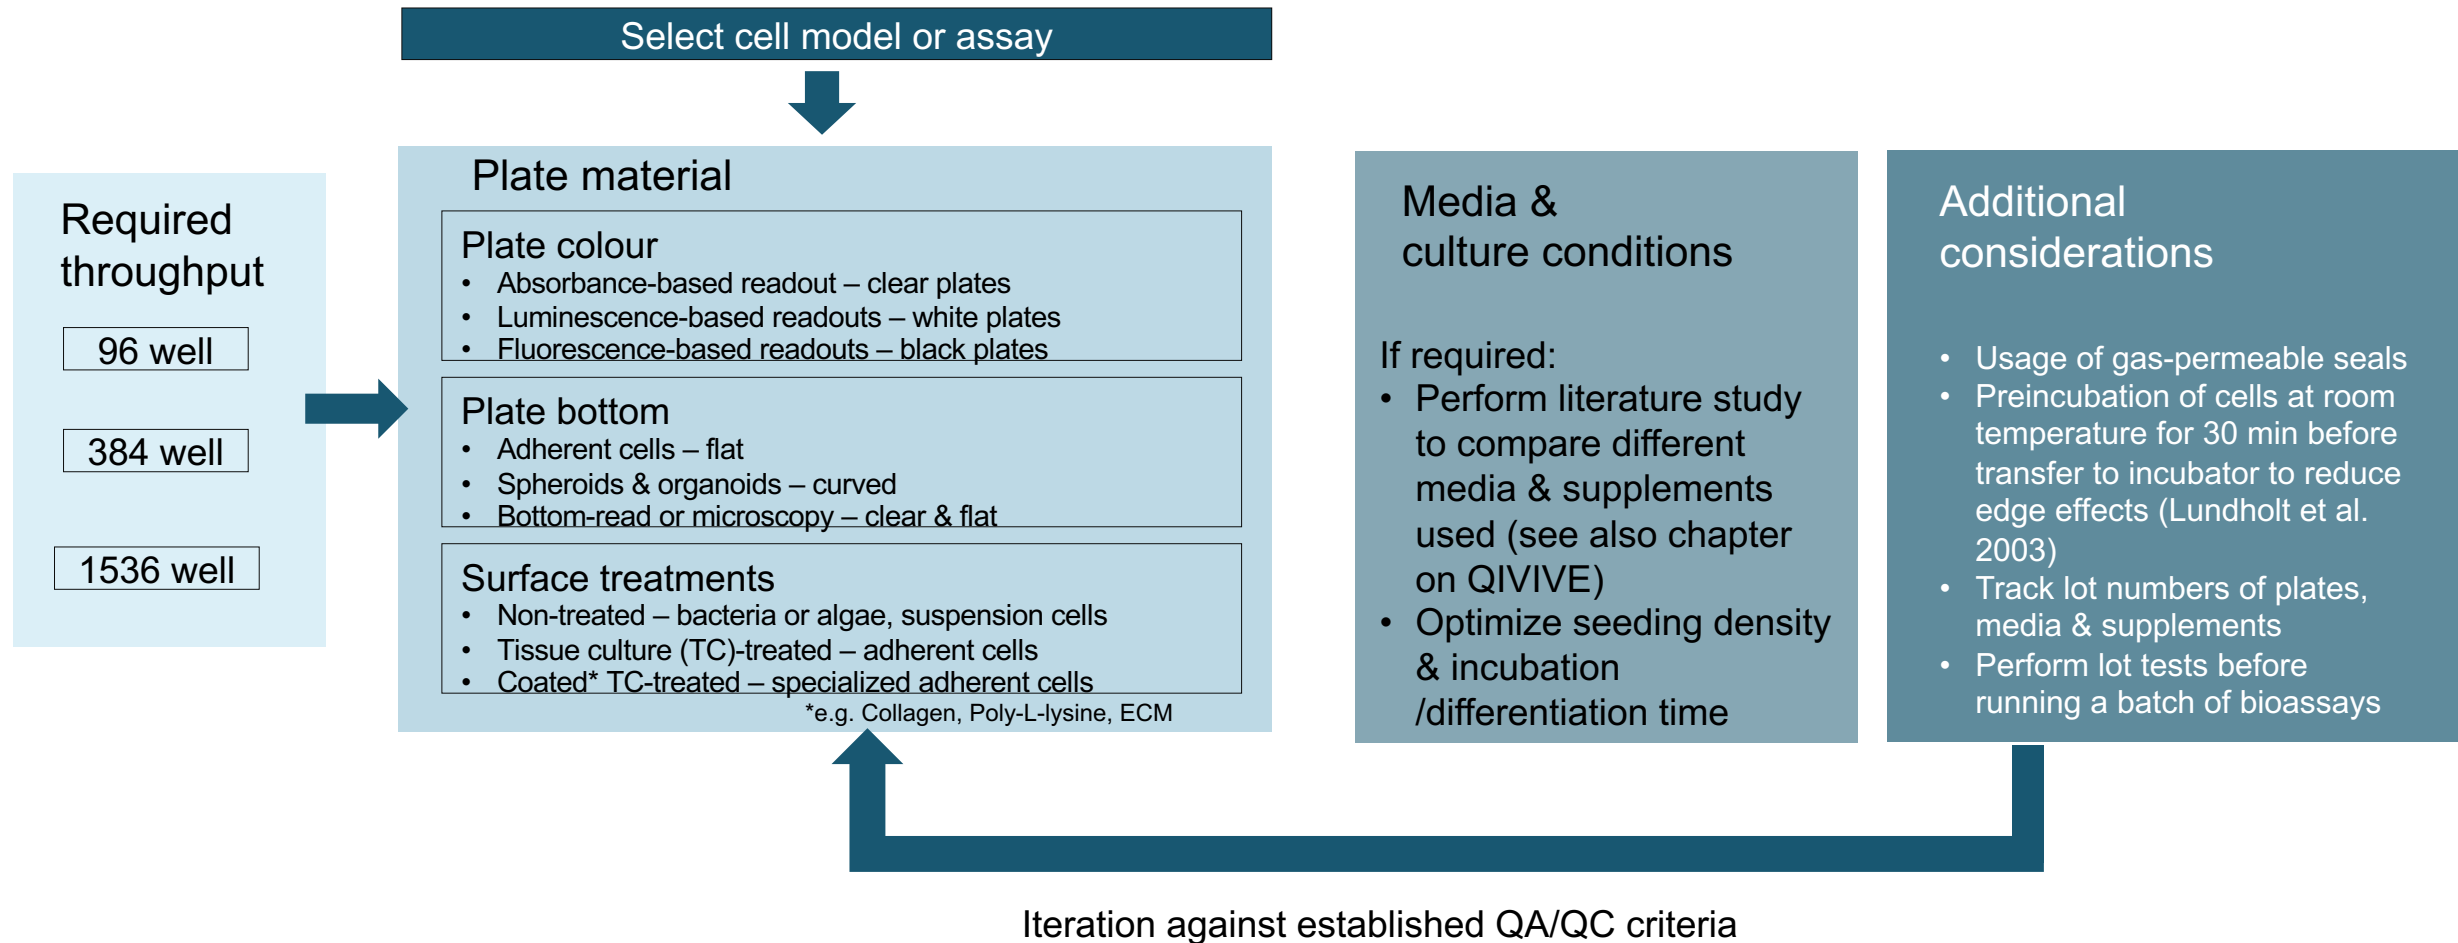 Select cell model or assay
Required
throughput
96 well
384 well
1536 well
Plate material
Plate colour
• Absorbance-based readout – clear plates
• Luminescence-based readouts – white plates
• Fluorescence-based readouts – black plates
Plate bottom
• Adherent cells – flat
• Spheroids & organoids – curved
• Bottom-read or microscopy – clear & flat
Surface treatments
• Non-treated – bacteria or algae, suspension cells
• Tissue culture (TC)-treated – adherent cells
• Coated* TC-treated – specialized adherent cells
*e.g. Collagen, Poly-L-lysine, ECM
Media &
culture conditions
If required:
• Perform literature study
to compare different
media & supplements
used (see also chapter
on QIVIVE)
• Optimize seeding density
& incubation
/differentiation time
Additional
considerations
• Usage of gas-permeable seals
• Preincubation of cells at room
temperature for 30 min before
transfer to incubator to reduce
edge effects (Lundholt et al.
2003)
• Track lot numbers of plates,
media & supplements
• Perform lot tests before
running a batch of bioassays
Iteration against established QA/QC criteria